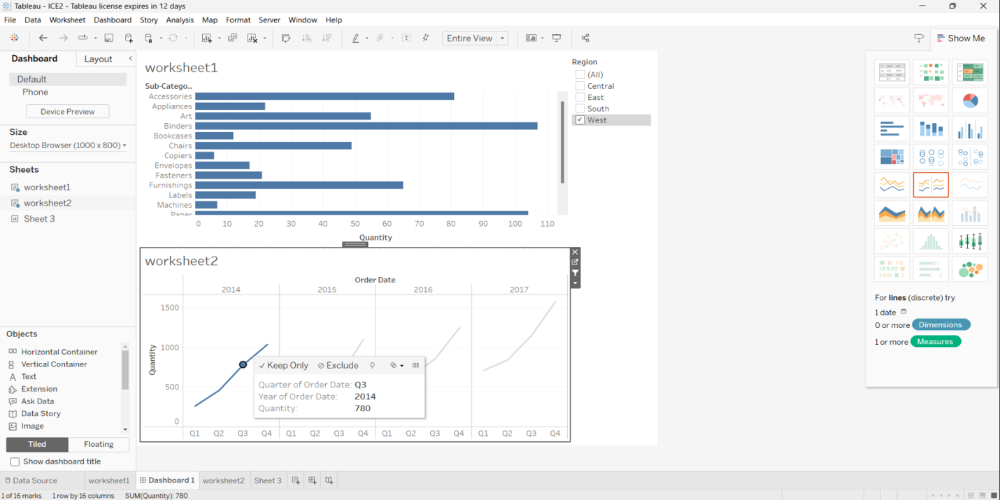 Tableau - ICE2 - Tableau license expires in 12 days
File Data Worksheet Dashboard Story Analysis Map Format Server Window Help
Entire View
Show Me
Dashboard Layout
Default
Phone
Device Preview
Size
Desktop Browser (1000 x 800)
Sheets
worksheet1
worksheet2
Sheet 3
Objects
Horizontal Container
Vertical Container
Text
Extension
Ask Data
Data Story
Image
Tiled Floating
Show dashboard title
worksheet1
Sub-Catego..
Accessories
Appliances
Art
Binders
Bookcases
Chairs
Copiers
Envelopes
Fasteners
Furnishings
Labels
Machines
Paper
0 10 20 30 40 50 60 70 80 90 100 110
Quantity
Region
(All)
Central
East
South
West
worksheet2
Order Date
2014 2015 2016 2017
Quantity
1500
1000
500
0
Q1 Q2 Q3 Q4 Q1 Q2 Q3 Q4 Q1 Q2 Q3 Q4 Q1 Q2 Q3 Q4
Keep Only Exclude
Quarter of Order Date: Q3
Year of Order Date: 2014
Quantity: 780
For lines (discrete) try
1 date
0 or more Dimensions
1 or more Measures
Data Source worksheet1 Dashboard 1 worksheet2 Sheet 3
1 of 16 marks 1 row by 16 columns SUM(Quantity): 780